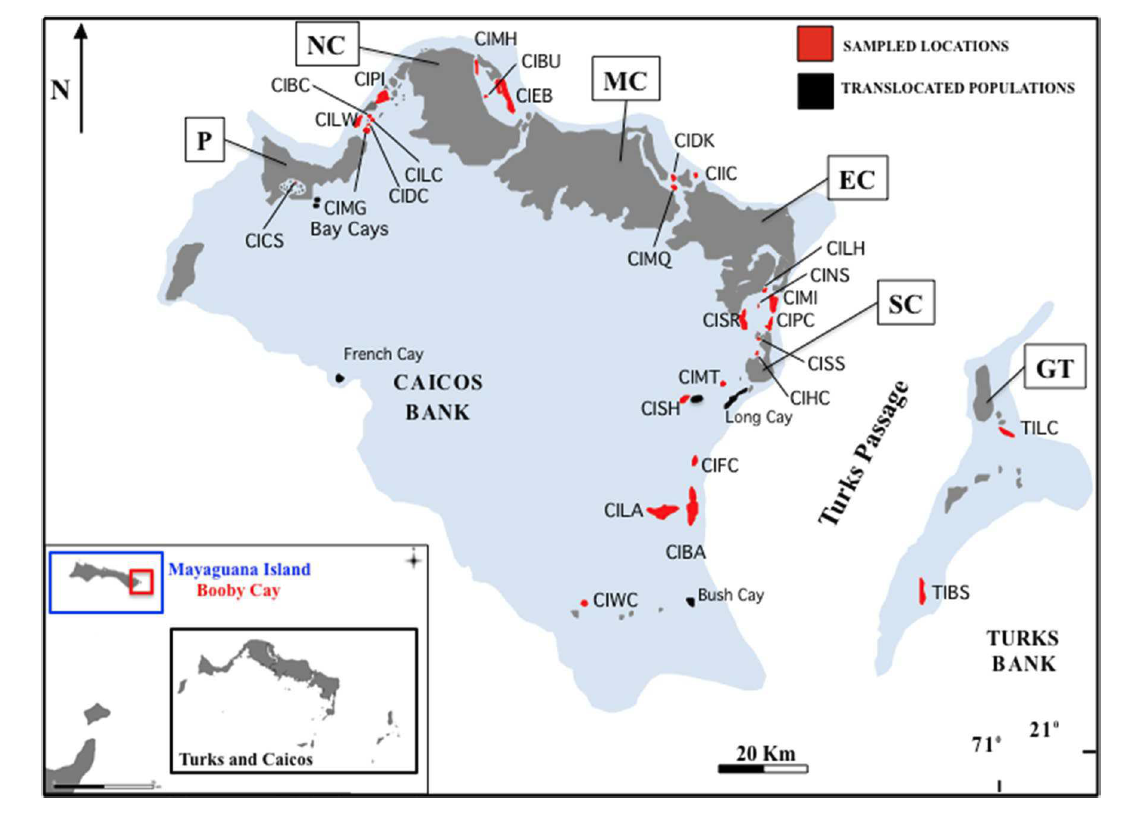 SAMPLED LOCATIONS
TRANSLOCATED POPULATIONS
N
NC
CIMH
CIBU
CIEB
CIPI
CIBC
CILW
P
CILC
CIDC
CIMG
Bay Cays
CICS
MC
CIDK
CIIC
CIMQ
EC
CILH
CINS
CIMI
CISR
CIPC
SC
CISS
CIHC
CIMT
CISH
Long Cay
French Cay
CAICOS
BANK
CIFC
CILA
CIBA
CIWC
Bush Cay
Turks Passage
GT
TILC
TIBS
TURKS
BANK
Mayaguana Island
Booby Cay
Turks and Caicos
20 Km
71°
21°